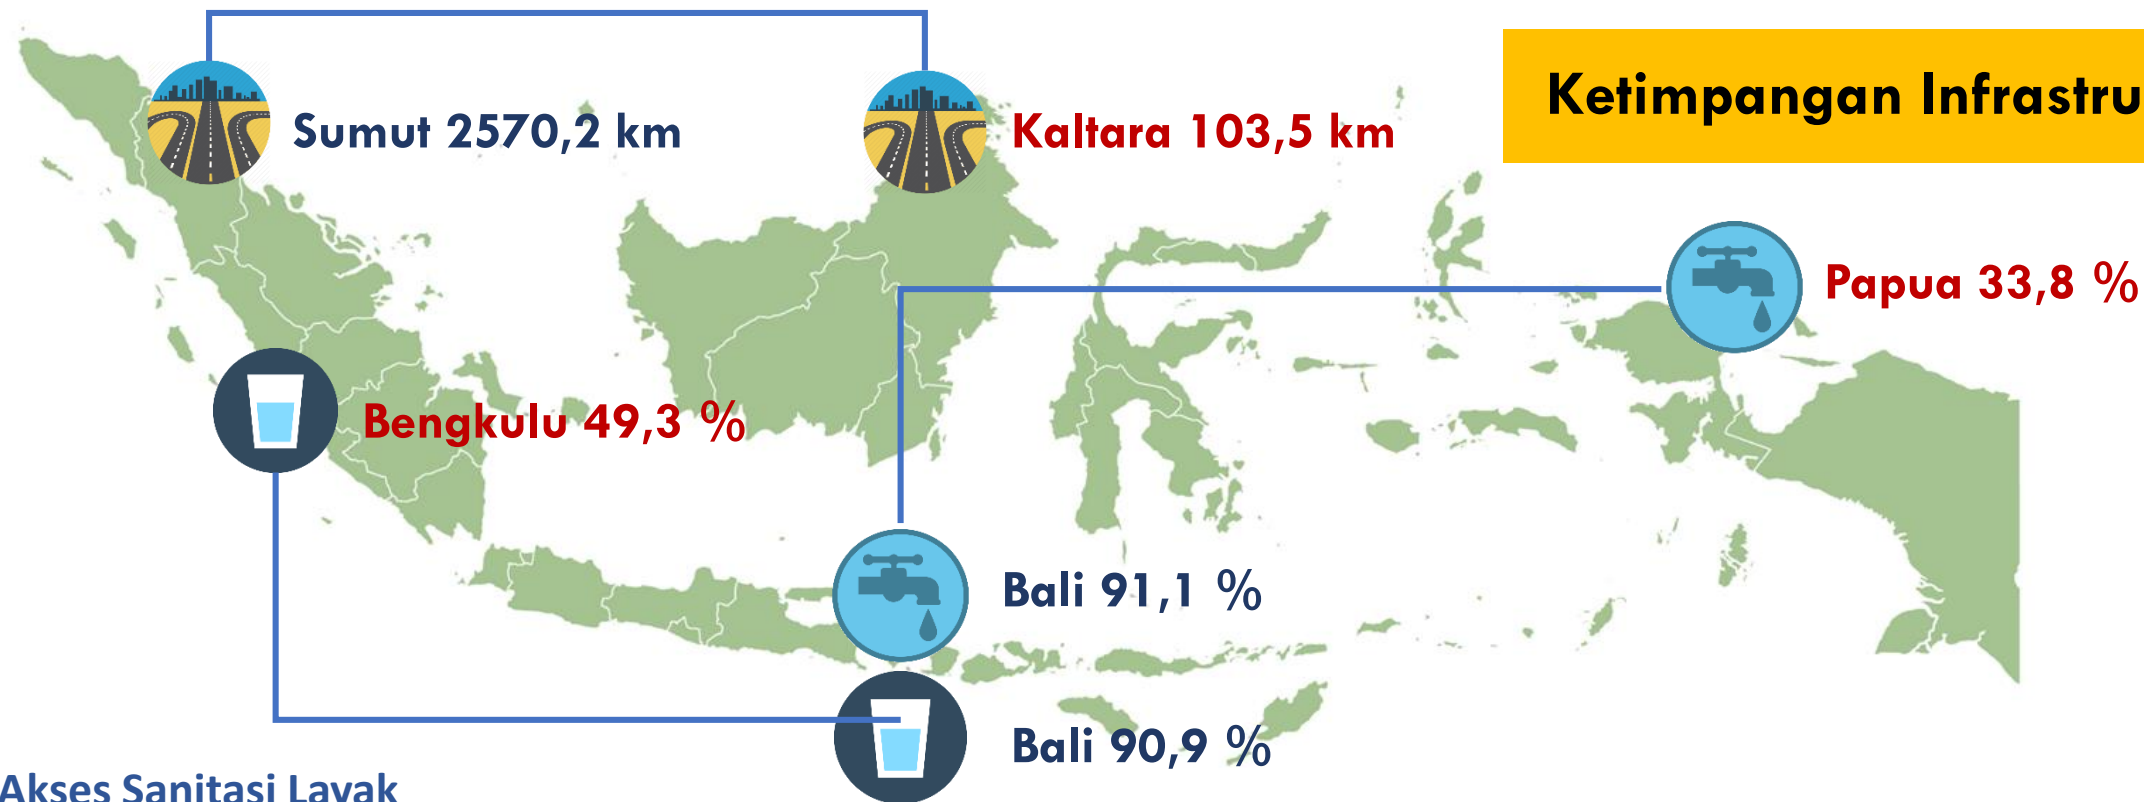 Ketimpangan Infrastru
Sumut 2570,2 km
Kaltara 103,5 km
Papua 33,8 %
Bengkulu 49,3 %
Bali 91,1 %
Bali 90,9 %
Akses Sanitasi Layak